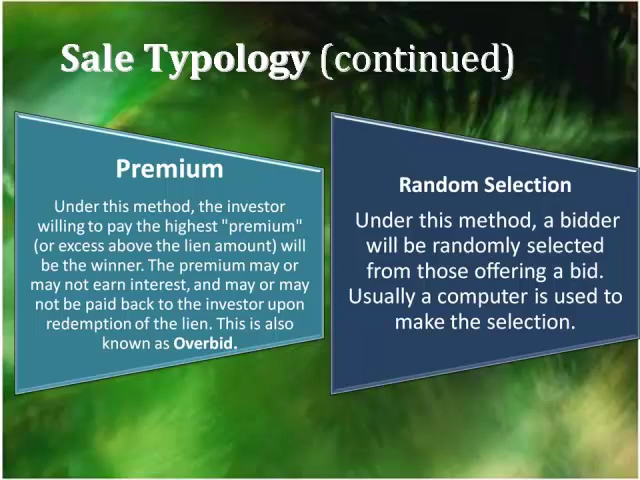 Sale Typology (continued)
Premium
Under this method, the investor
willing to pay the highest "premium"
(or excess above the lien amount) will
be the winner. The premium may or
may not earn interest, and may or may
not be paid back to the investor upon
redemption of the lien. This is also
known as Overbid.
Random Selection
Under this method, a bidder
will be randomly selected
from those offering a bid.
Usually a computer is used to
make the selection.